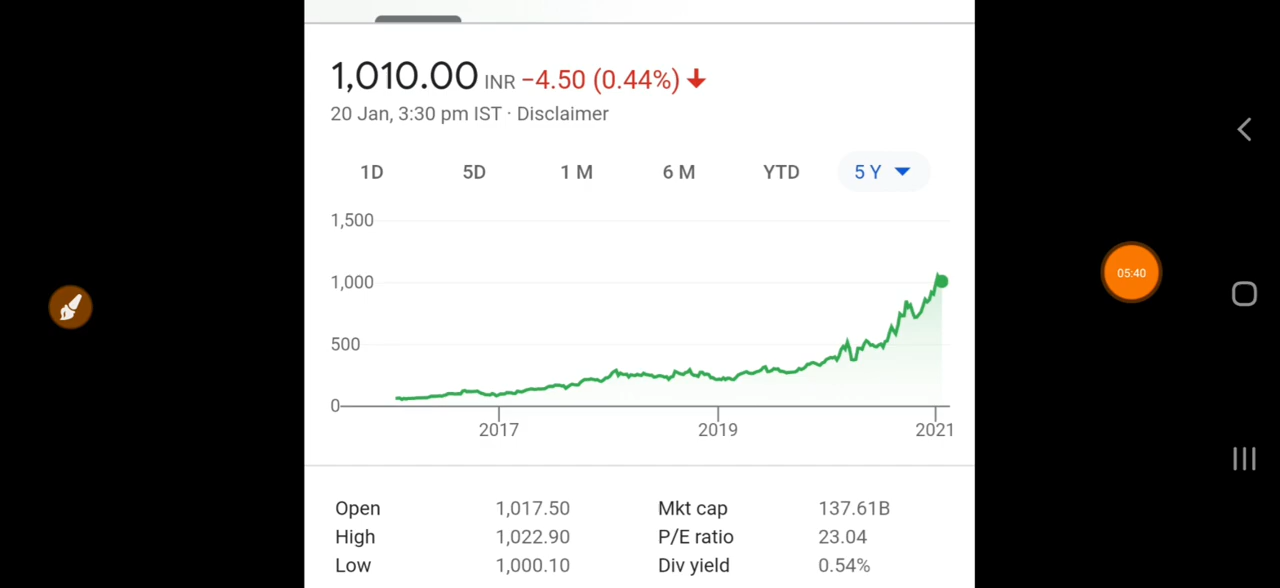 1,010.00 INR −4.50 (0.44%)
20 Jan, 3:30 pm IST · Disclaimer
1D 5D 1 M 6 M YTD 5 Y
1,500
1,000
500
0
2017 2019 2021
Open 1,017.50 Mkt cap 137.61B
High 1,022.90 P/E ratio 23.04
Low 1,000.10 Div yield 0.54%
05:40